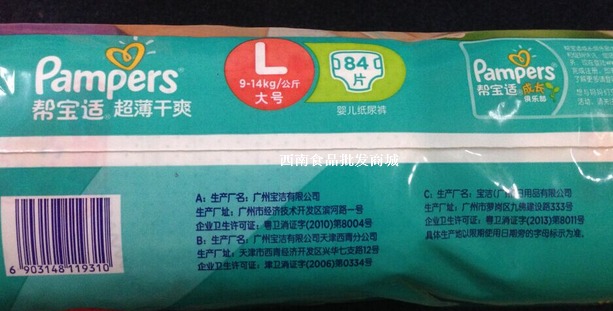 Pampers
帮宝适 超薄干爽
L
9-14kg/公斤
大号
84
片
婴儿纸尿裤
Pampers
帮宝适 成长
俱乐部
西南食品批发商城
A: 生产厂名: 广州宝洁有限公司
生产厂址: 广州市经济技术开发区滨河路一号
企业卫生许可证: 粤卫消证字(2010)第8004号
B: 生产厂名: 广州宝洁有限公司天津西青分公司
生产厂址: 天津市西青经济开发区兴华七支路12号
企业卫生许可证: 津卫消证字(2006)第0334号
C: 生产厂名: 宝洁(广州)日用品有限公司
生产厂址: 广州市萝岗区九佛建设路333号
企业卫生许可证: 粤卫消证字(2013)第8011号
具体生产地以限期使用日期旁的字母标示为准。
6 903148 119310